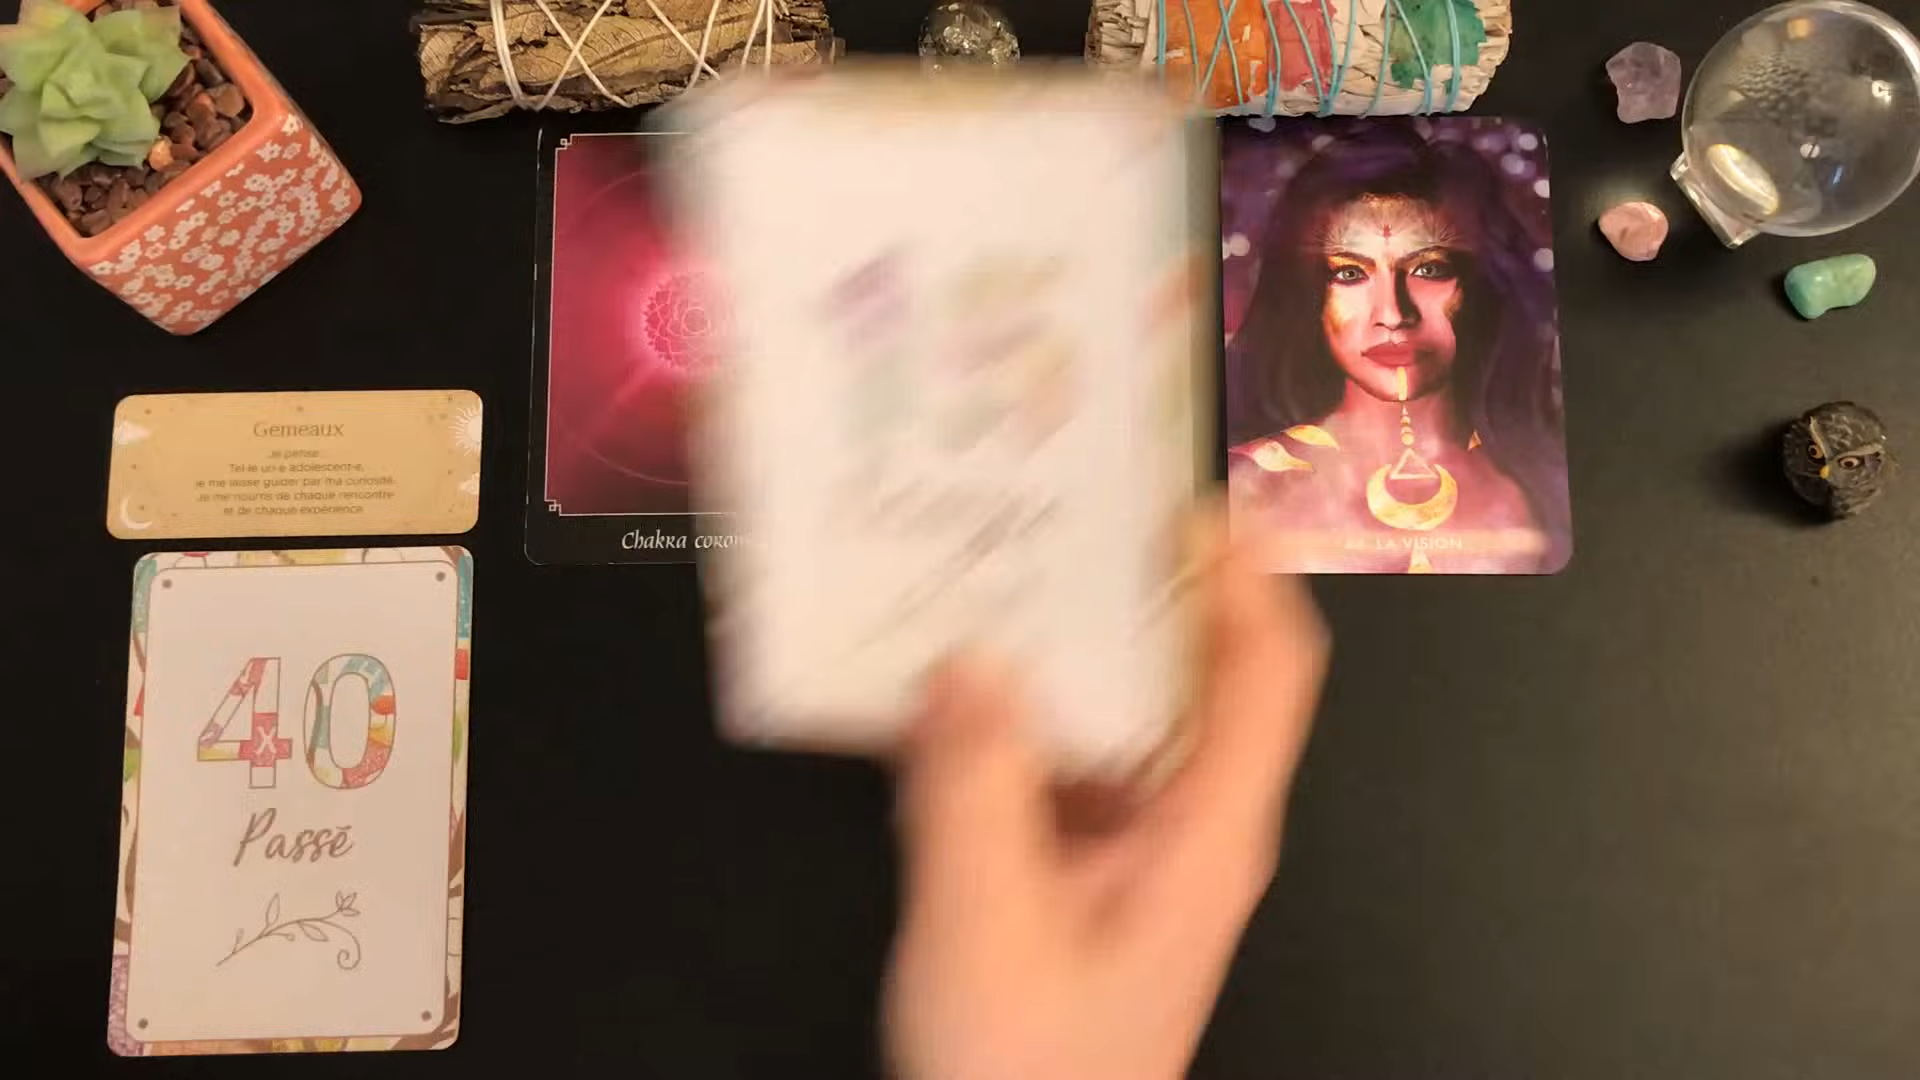 Gémeaux
Je pense.
Tel·le un·e adolescent·e,
je me laisse guider par ma curiosité.
Je me nourris de chaque rencontre
et de chaque expérience.
40
x
Passé
Chakra coron
LA VISION